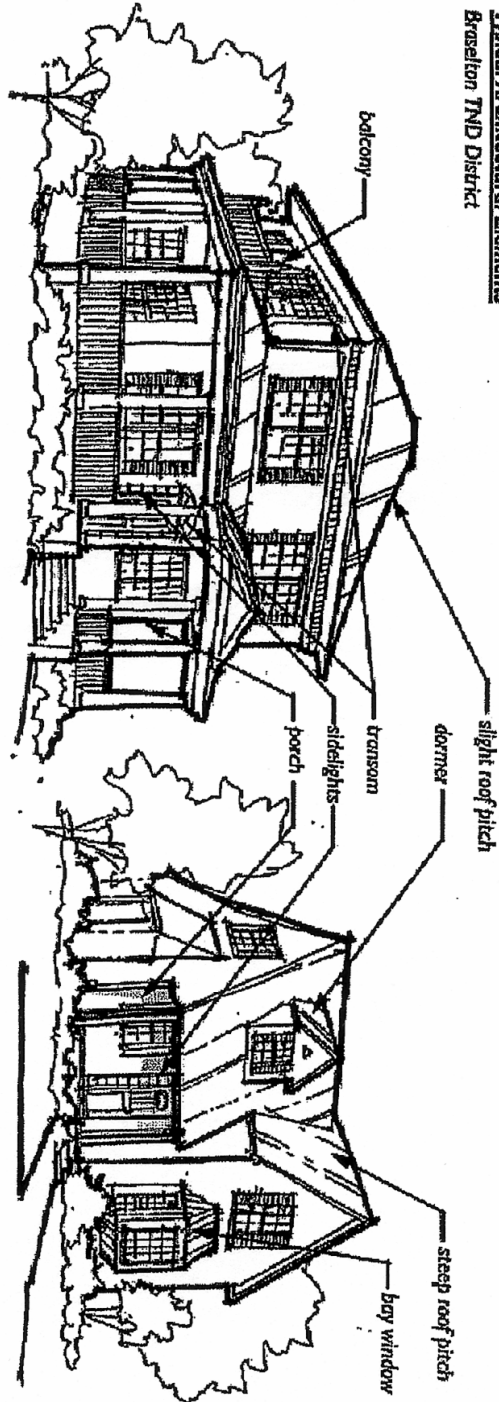 Braselton TND District
balcony
slight roof pitch
dormer
transom
sidelights
porch
steep roof pitch
bay window